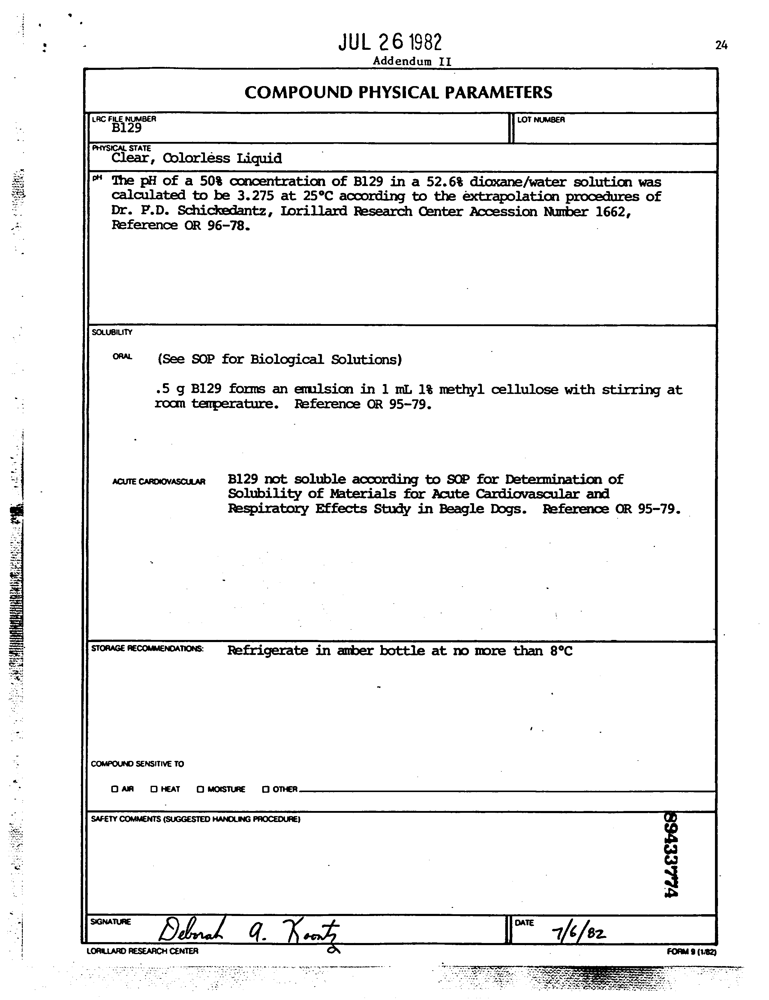 JUL 26 1982
24
Addendum II
COMPOUND PHYSICAL PARAMETERS
LRC FILE NUMBER
B129
LOT NUMBER
PHYSICAL STATE
Clear, Colorless Liquid
pH The pH of a 50% concentration of B129 in a 52.6% dioxane/water solution was
calculated to be 3.275 at 25°C according to the extrapolation procedures of
Dr. F.D. Schickedantz, Lorillard Research Center Accession Number 1662,
Reference OR 96-78.
SOLUBILITY
ORAL (See SOP for Biological Solutions)
.5 g B129 forms an emulsion in 1 mL 1% methyl cellulose with stirring at
room temperature. Reference OR 95-79.
ACUTE CARDIOVASCULAR B129 not soluble according to SOP for Determination of
Solubility of Materials for Acute Cardiovascular and
Respiratory Effects Study in Beagle Dogs. Reference OR 95-79.
STORAGE RECOMMENDATIONS: Refrigerate in amber bottle at no more than 8°C
COMPOUND SENSITIVE TO
☐ AIR ☐ HEAT ☐ MOISTURE ☐ OTHER
SAFETY COMMENTS (SUGGESTED HANDLING PROCEDURE)
89433774
SIGNATURE Deborah A. Koontz
DATE 7/6/82
LORILLARD RESEARCH CENTER
FORM 9 (1/82)